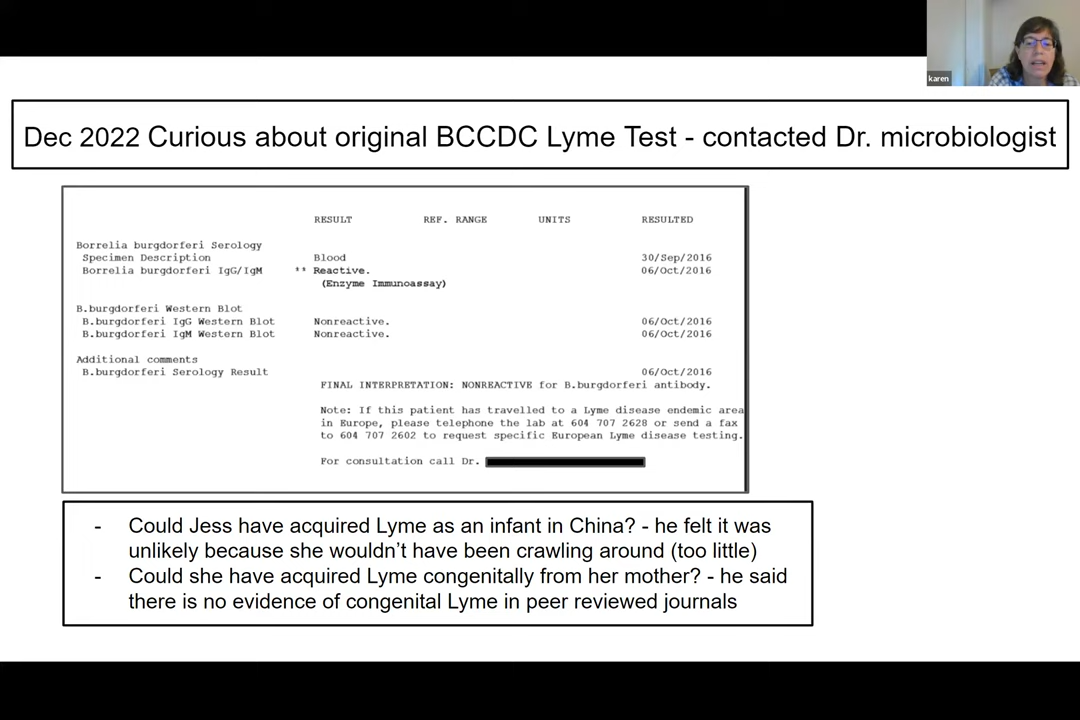 karen
Dec 2022 Curious about original BCCDC Lyme Test - contacted Dr. microbiologist
RESULT REF. RANGE UNITS RESULTED
Borrelia burgdorferi Serology
Specimen Description Blood 30/Sep/2016
Borrelia burgdorferi IgG/IgM ** Reactive. 06/Oct/2016
(Enzyme Immunoassay)
B.burgdorferi Western Blot
B.burgdorferi IgG Western Blot Nonreactive. 06/Oct/2016
B.burgdorferi IgM Western Blot Nonreactive. 06/Oct/2016
Additional comments
B.burgdorferi Serology Result 06/Oct/2016
FINAL INTERPRETATION: NONREACTIVE for B.burgdorferi antibody.
Note: If this patient has travelled to a Lyme disease endemic area
in Europe, please telephone the lab at 604 707 2628 or send a fax
to 604 707 2602 to request specific European Lyme disease testing.
For consultation call Dr.
- Could Jess have acquired Lyme as an infant in China? - he felt it was
unlikely because she wouldn’t have been crawling around (too little)
- Could she have acquired Lyme congenitally from her mother? - he said
there is no evidence of congenital Lyme in peer reviewed journals